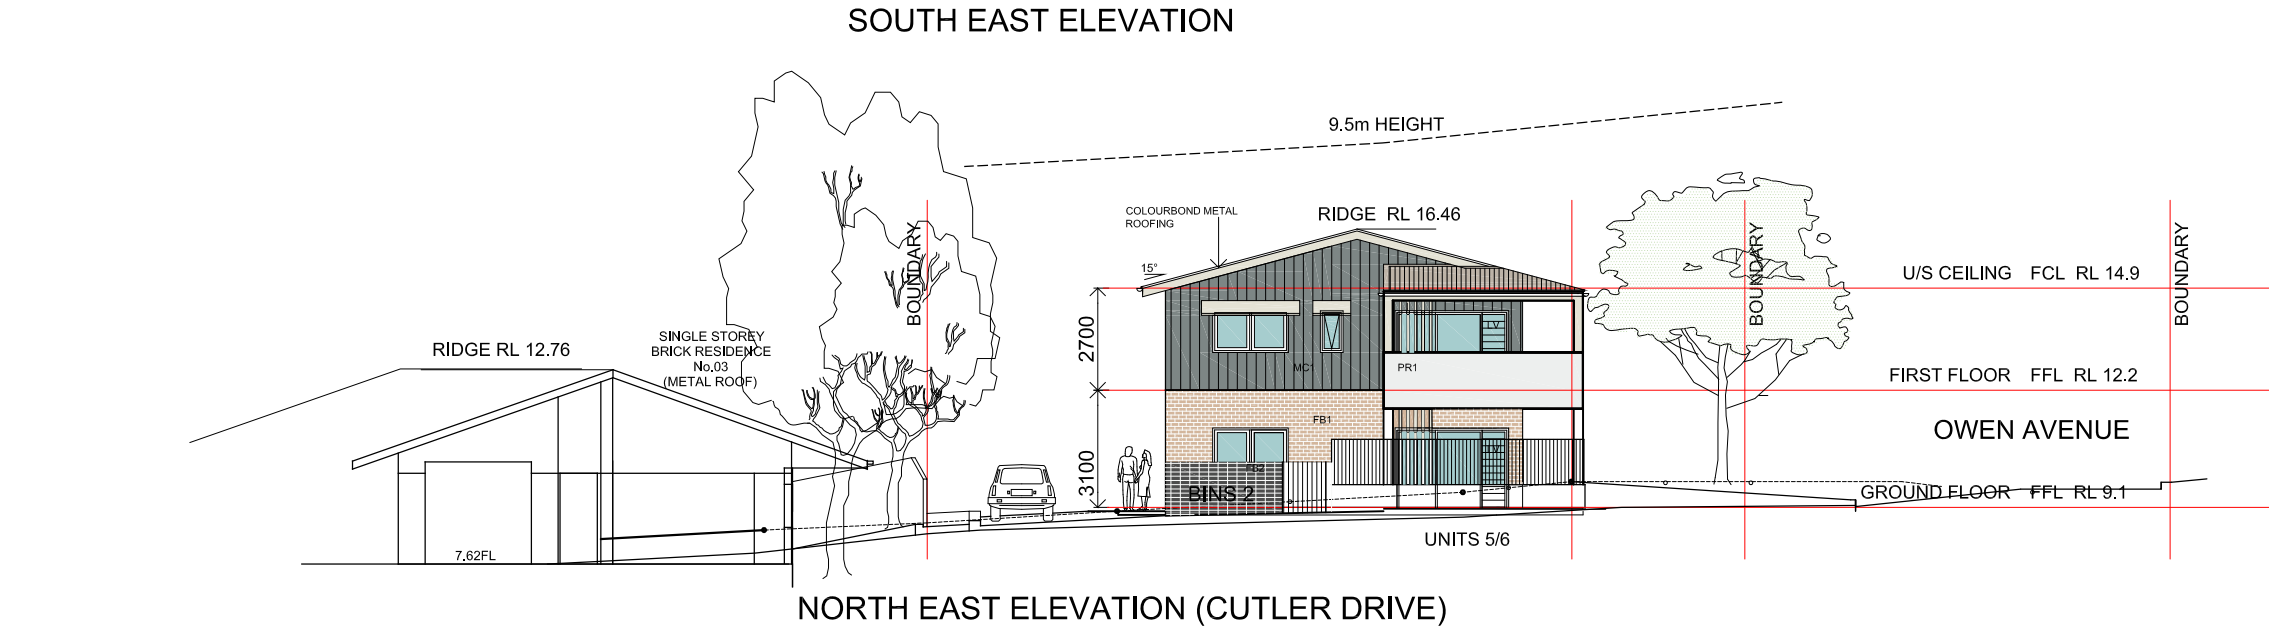 SOUTH EAST ELEVATION
9.5m HEIGHT
COLOURBOND METAL
ROOFING
RIDGE RL 16.46
15°
BOUNDARY
BOUNDARY
BOUNDARY
U/S CEILING FCL RL 14.9
2700
SINGLE STOREY
BRICK RESIDENCE
No.03
(METAL ROOF)
RIDGE RL 12.76
LV
MC1
PR1
FIRST FLOOR FFL RL 12.2
FB1
OWEN AVENUE
3100
LV
FB2
BINS 2
GROUND FLOOR FFL RL 9.1
UNITS 5/6
7.62FL
NORTH EAST ELEVATION (CUTLER DRIVE)